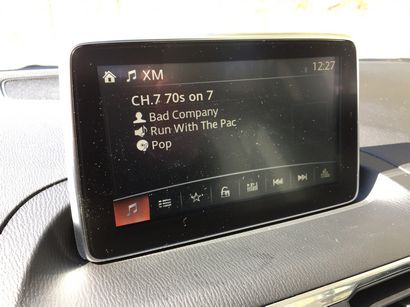 XM
12:27
CH.7 70s on 7
Bad Company
Run With The Pac
Pop